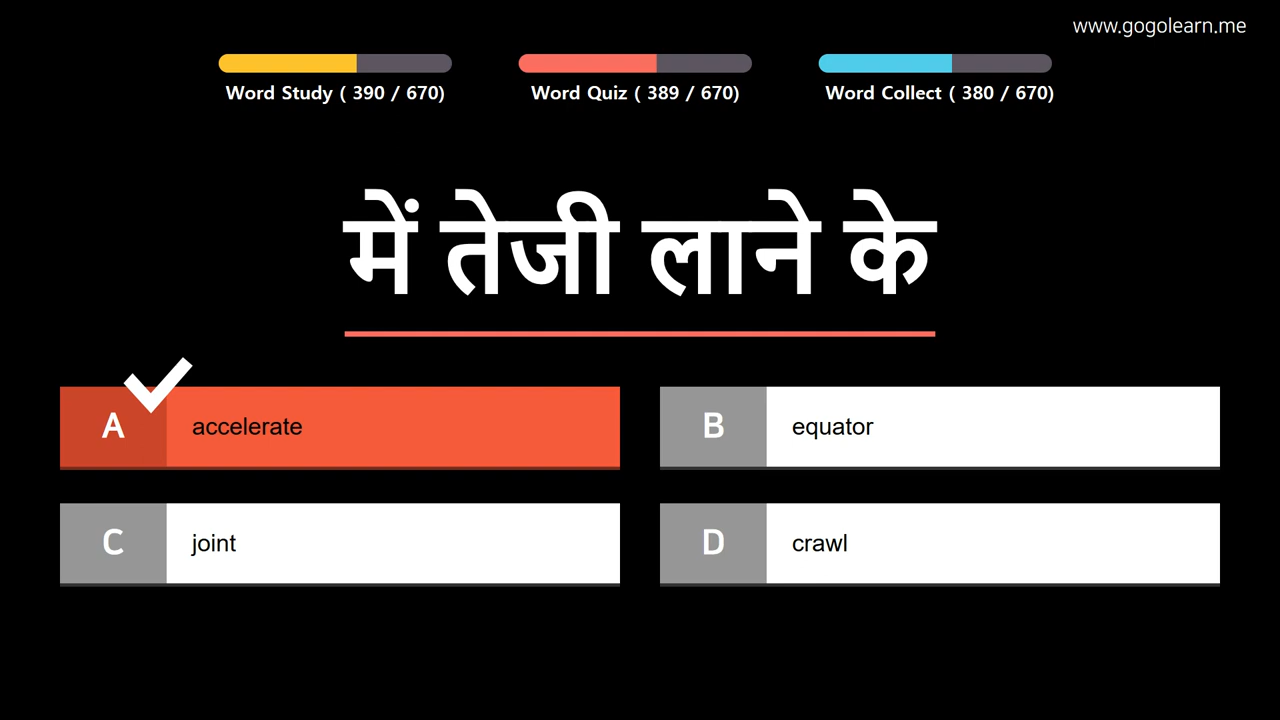 www.gogolearn.me
Word Study ( 390 / 670)
Word Quiz ( 389 / 670)
Word Collect ( 380 / 670)
में तेजी लाने के
A accelerate
B equator
C joint
D crawl